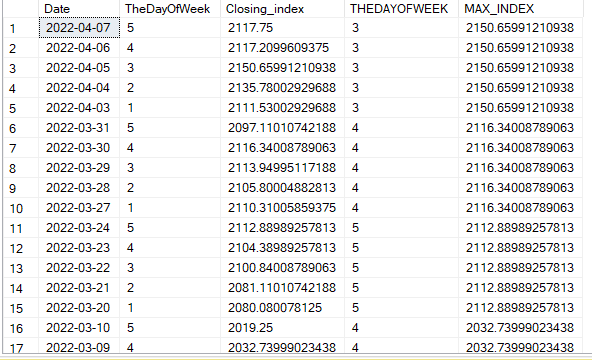 Date TheDayOfWeek Closing_index THEDAYOFWEEK MAX_INDEX
1 2022-04-07 5 2117.75 3 2150.65991210938
2 2022-04-06 4 2117.2099609375 3 2150.65991210938
3 2022-04-05 3 2150.65991210938 3 2150.65991210938
4 2022-04-04 2 2135.78002929688 3 2150.65991210938
5 2022-04-03 1 2111.53002929688 3 2150.65991210938
6 2022-03-31 5 2097.11010742188 4 2116.34008789063
7 2022-03-30 4 2116.34008789063 4 2116.34008789063
8 2022-03-29 3 2113.94995117188 4 2116.34008789063
9 2022-03-28 2 2105.80004882813 4 2116.34008789063
10 2022-03-27 1 2110.31005859375 4 2116.34008789063
11 2022-03-24 5 2112.88989257813 5 2112.88989257813
12 2022-03-23 4 2104.38989257813 5 2112.88989257813
13 2022-03-22 3 2100.84008789063 5 2112.88989257813
14 2022-03-21 2 2081.11010742188 5 2112.88989257813
15 2022-03-20 1 2080.080078125 5 2112.88989257813
16 2022-03-10 5 2019.25 4 2032.73999023438
17 2022-03-09 4 2032.73999023438 4 2032.73999023438